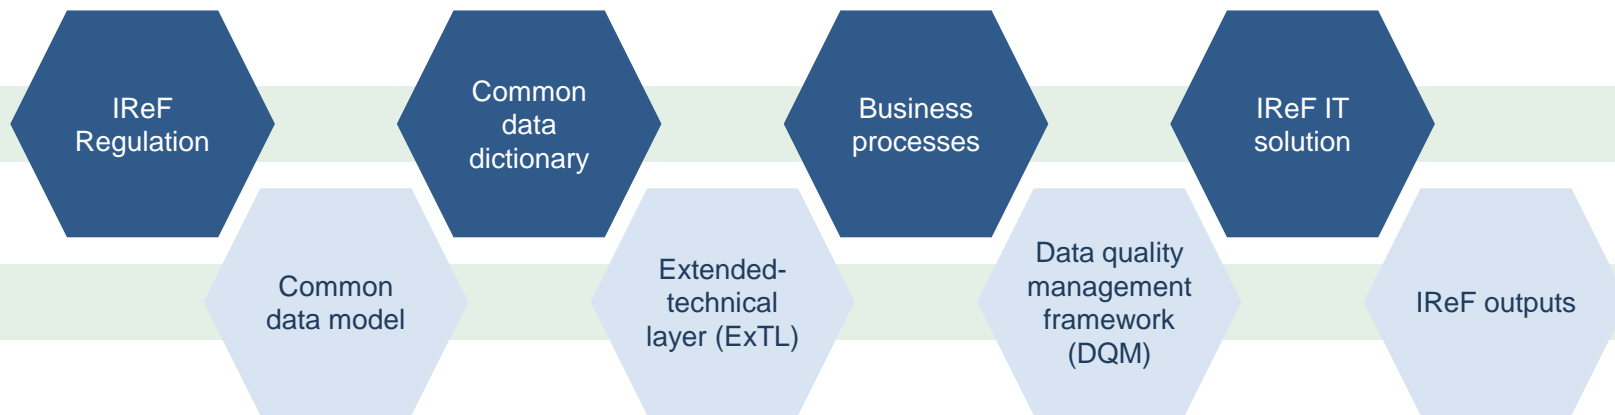 IReF
Regulation
Common
data
dictionary
Business
processes
IReF IT
solution
Common
data model
Extended-
technical
layer (ExTL)
Data quality
management
framework
(DQM)
IReF outputs